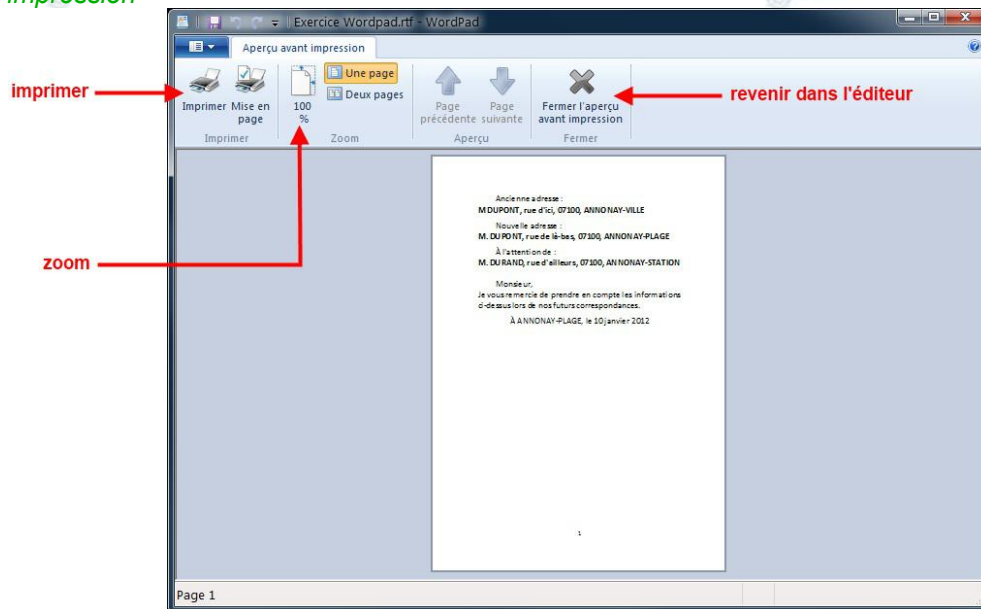 impression
Exercice Wordpad.rtf - WordPad
Aperçu avant impression
imprimer
Imprimer
Mise en page
100 %
Une page
Deux pages
Page précédente
Page suivante
Fermer l'aperçu avant impression
revenir dans l'éditeur
Imprimer
Zoom
Aperçu
Fermer
zoom
Ancienne adresse :
M DUPONT, rue d'ici, 07100, ANNONAY-VILLE
Nouvelle adresse :
M. DUPONT, rue de là-bas, 07100, ANNONAY-PLAGE
À l'attention de :
M. DURAND, rue d'ailleurs, 07100, ANNONAY-STATION
Monsieur,
Je vous remercie de prendre en compte les informations
ci-dessus lors de nos futurs correspondances.
À ANNONAY-PLAGE, le 10 janvier 2012
1
Page 1